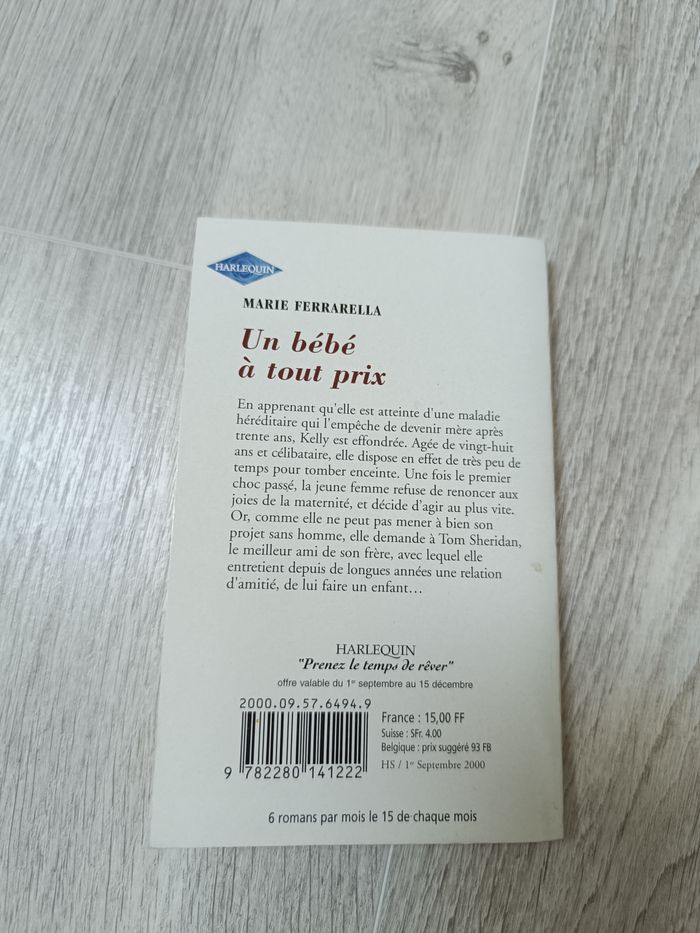 HARLEQUIN
MARIE FERRARELLA
Un bébé
à tout prix
En apprenant qu'elle est atteinte d'une maladie
héréditaire qui l'empêche de devenir mère après
trente ans, Kelly est effondrée. Agée de vingt-huit
ans et célibataire, elle dispose en effet de très peu de
temps pour tomber enceinte. Une fois le premier
choc passé, la jeune femme refuse de renoncer aux
joies de la maternité, et décide d'agir au plus vite.
Or, comme elle ne peut pas mener à bien son
projet sans homme, elle demande à Tom Sheridan,
le meilleur ami de son frère, avec lequel elle
entretient depuis de longues années une relation
d'amitié, de lui faire un enfant...
HARLEQUIN
"Prenez le temps de rêver"
offre valable du 1er septembre au 15 décembre
2000.09.57.6494.9
9 782280 141222
France : 15,00 FF
Suisse : SFr. 4.00
Belgique : prix suggéré 93 FB
HS / 1er Septembre 2000
6 romans par mois le 15 de chaque mois